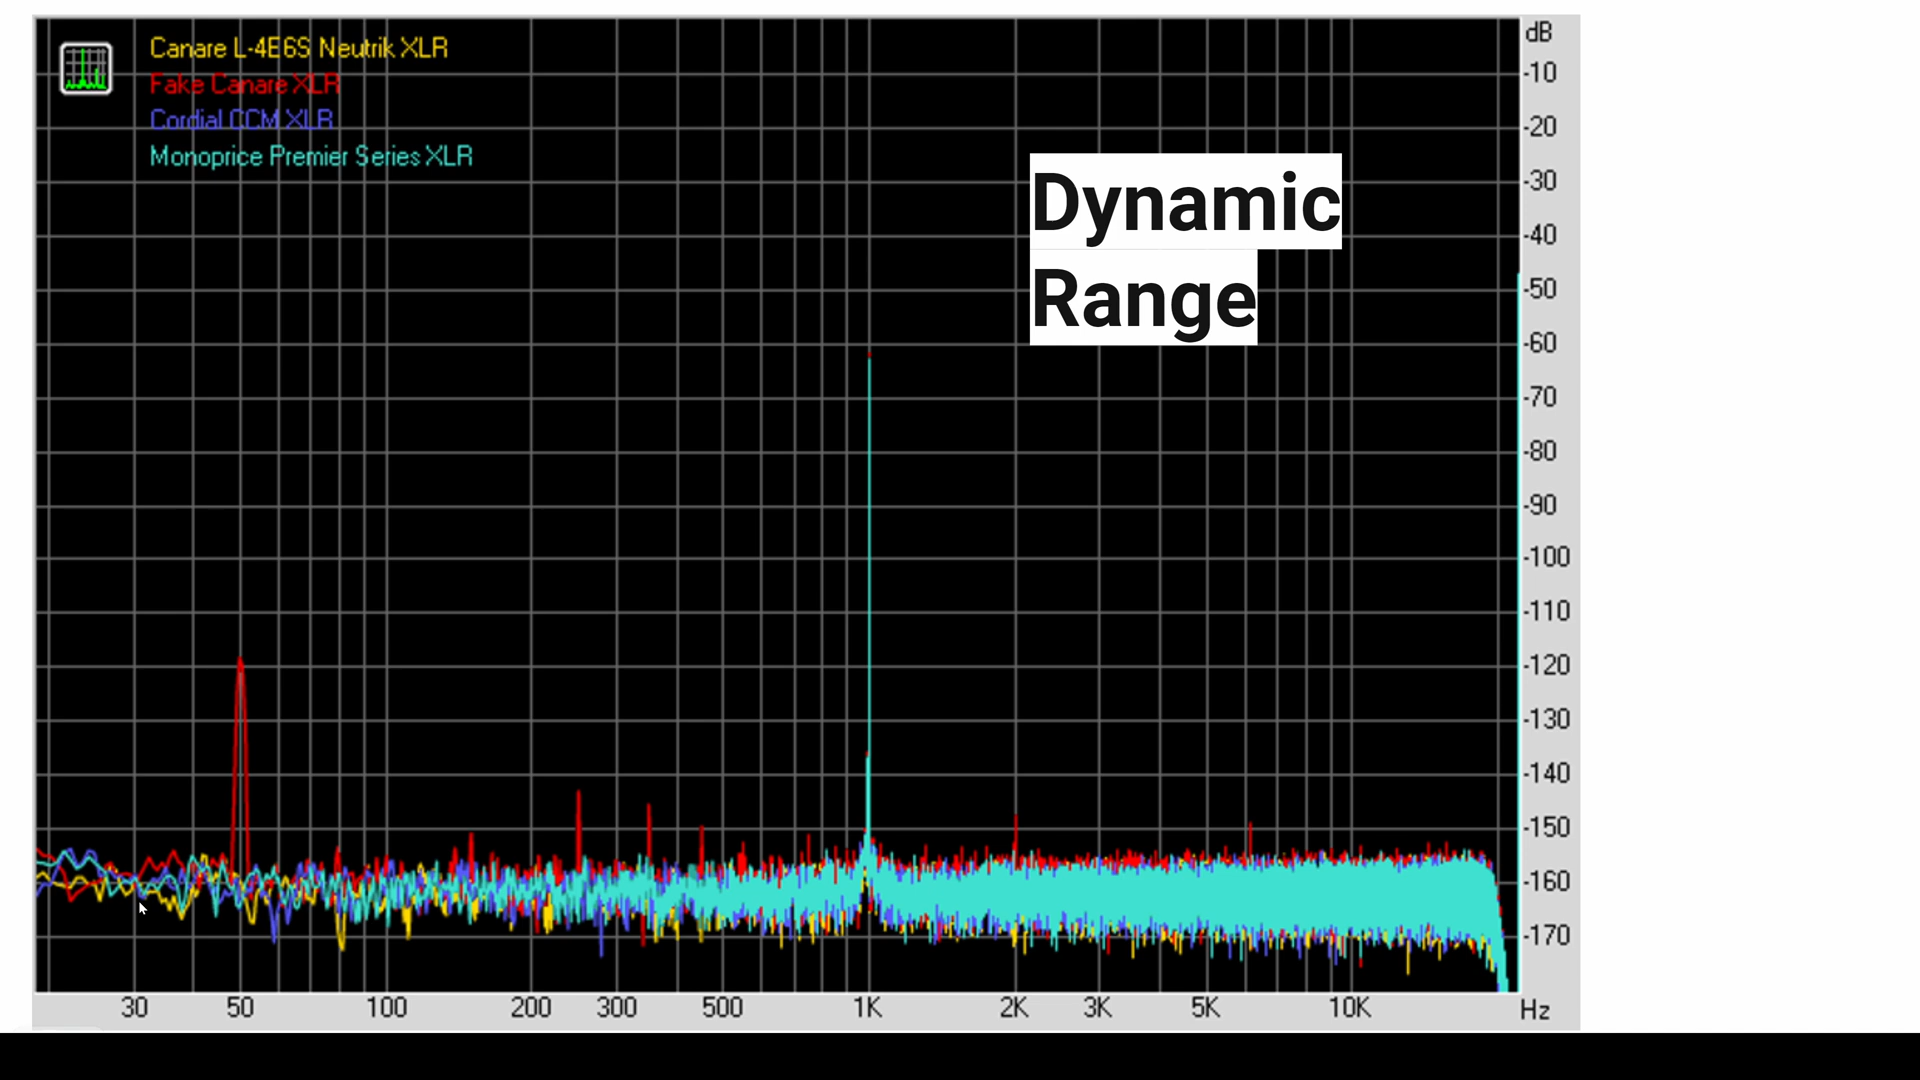 Canare L-4E6S Neutrik XLR
Fake Canare XLR
Cordial CCM XLR
Monoprice Premier Series XLR
Dynamic
Range
dB
-10
-20
-30
-40
-50
-60
-70
-80
-90
-100
-110
-120
-130
-140
-150
-160
-170
30 50 100 200 300 500 1K 2K 3K 5K 10K Hz